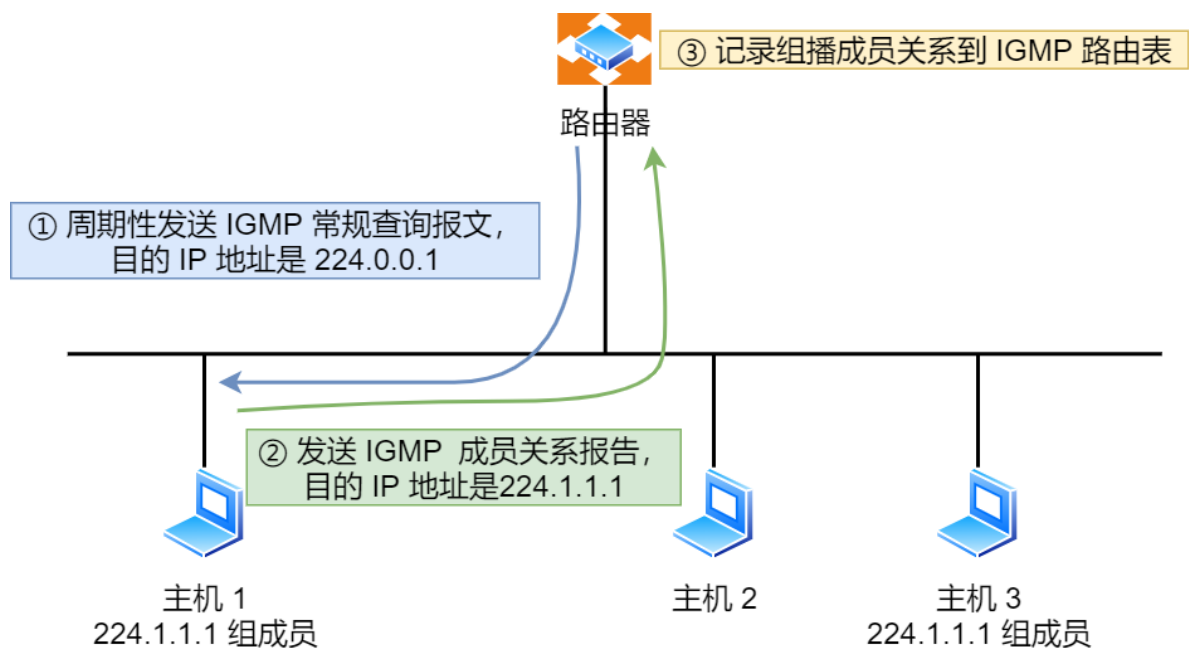 ③ 记录组播成员关系到 IGMP 路由表
路由器
① 周期性发送 IGMP 常规查询报文，
目的 IP 地址是 224.0.0.1
② 发送 IGMP 成员关系报告，
目的 IP 地址是224.1.1.1
主机 1
224.1.1.1 组成员
主机 2
主机 3
224.1.1.1 组成员